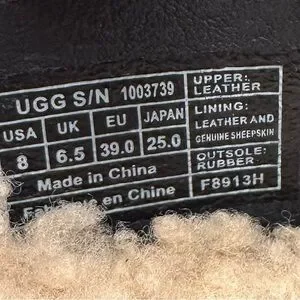 UGG S/N 1003739
USA UK EU JAPAN
8 6.5 39.0 25.0
Made in China
en Chine
UPPER:
LEATHER
LINING:
LEATHER AND
GENUINE SHEEPSKIN
OUTSOLE:
RUBBER
F8913H